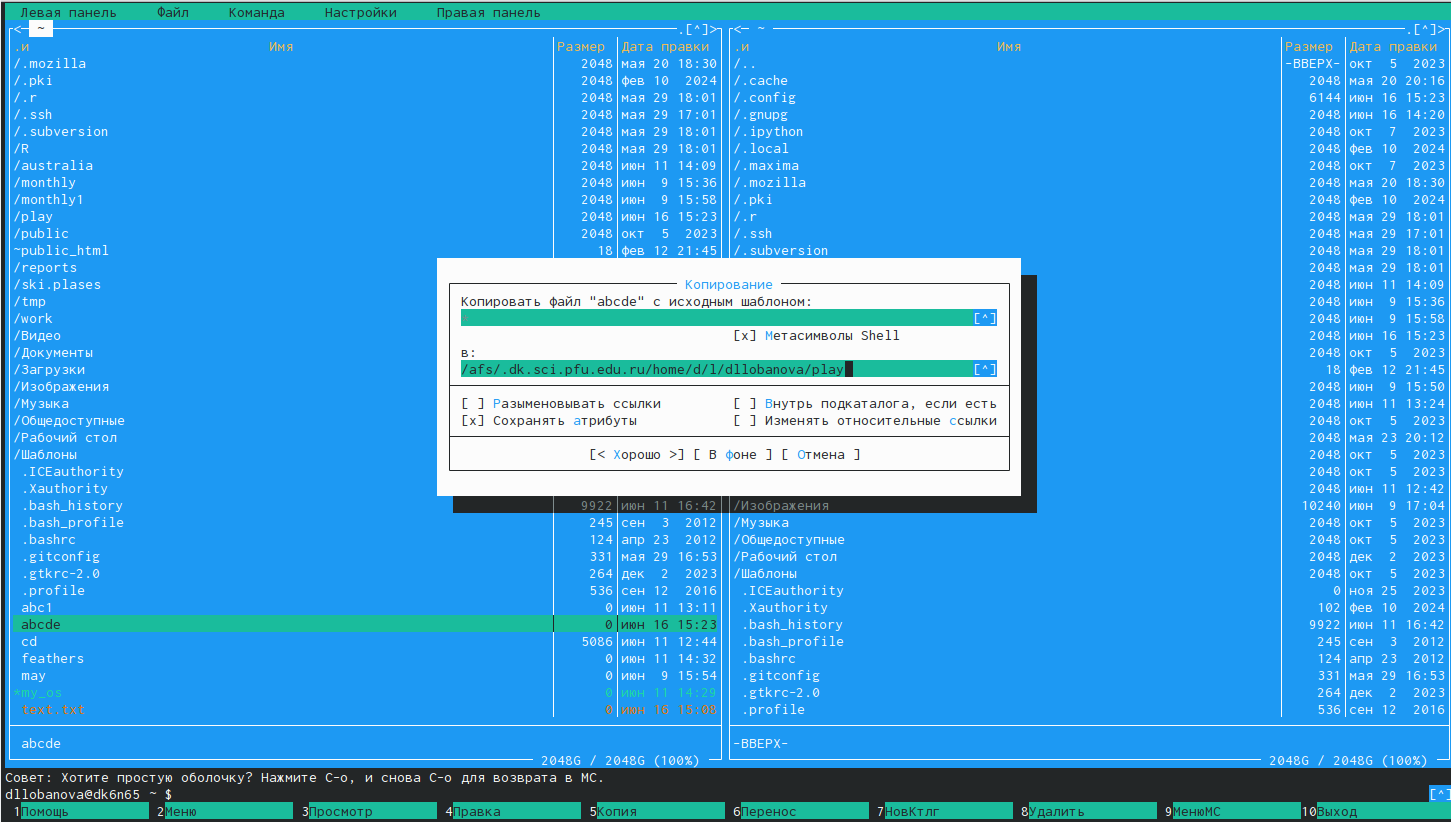 Левая панель Файл Команда Настройки Правая панель
<─ ~ ─.[^]> <─ ~ ─.[^]>
.и Имя Размер Дата правки .и Имя Размер Дата правки
/.mozilla 2048 мая 20 18:30 /.. -ВВЕРХ- окт 5 2023
/.pki 2048 фев 10 2024 /.cache 2048 мая 20 20:16
/.r 2048 мая 29 18:01 /.config 6144 июн 16 15:23
/.ssh 2048 мая 29 17:01 /.gnupg 2048 июн 16 14:20
/.subversion 2048 мая 29 18:01 /.ipython 2048 окт 7 2023
/R 2048 мая 29 18:01 /.local 2048 фев 10 2024
/australia 2048 июн 11 14:09 /.maxima 2048 окт 7 2023
/monthly 2048 июн 9 15:36 /.mozilla 2048 мая 20 18:30
/monthly1 2048 июн 9 15:58 /.pki 2048 фев 10 2024
/play 2048 июн 16 15:23 /.r 2048 мая 29 18:01
/public 2048 окт 5 2023 /.ssh 2048 мая 29 17:01
~public_html 18 фев 12 21:45 /.subversion 2048 мая 29 18:01
/reports 2048 мая 29 18:01
/ski.plases Копирование 2048 июн 11 14:09
/tmp Копировать файл "abcde" с исходным шаблоном: 2048 июн 9 15:36
/work [^] 2048 июн 9 15:58
/Видео [x] Метасимволы Shell 2048 июн 16 15:23
/Документы в: 2048 окт 5 2023
/Загрузки /afs/.dk.sci.pfu.edu.ru/home/d/l/dllobanova/play [^] 18 фев 12 21:45
/Изображения 2048 июн 9 15:50
/Музыка [ ] Разыменовывать ссылки [ ] Внутрь подкаталога, если есть 2048 июн 11 13:24
/Общедоступные [x] Сохранять атрибуты [ ] Изменять относительные ссылки 2048 окт 5 2023
/Рабочий стол 2048 мая 23 20:12
/Шаблоны [< Хорошо >] [ В фоне ] [ Отмена ] 2048 окт 5 2023
.ICEauthority 2048 окт 5 2023
.Xauthority 2048 июн 11 12:42
.bash_history 9922 июн 11 16:42 /Изображения 10240 июн 9 17:04
.bash_profile 245 сен 3 2012 /Музыка 2048 окт 5 2023
.bashrc 124 апр 23 2012 /Общедоступные 2048 окт 5 2023
.gitconfig 331 мая 29 16:53 /Рабочий стол 2048 дек 2 2023
.gtkrc-2.0 264 дек 2 2023 /Шаблоны 2048 окт 5 2023
.profile 536 сен 12 2016 .ICEauthority 0 ноя 25 2023
abc1 0 июн 11 13:11 .Xauthority 102 фев 10 2024
abcde 0 июн 16 15:23 .bash_history 9922 июн 11 16:42
cd 5086 июн 11 12:44 .bash_profile 245 сен 3 2012
feathers 0 июн 11 14:32 .bashrc 124 апр 23 2012
may 0 июн 9 15:54 .gitconfig 331 мая 29 16:53
*my_os 0 июн 11 14:29 .gtkrc-2.0 264 дек 2 2023
text.txt 0 июн 16 15:08 .profile 536 сен 12 2016
abcde -ВВЕРХ-
2048G / 2048G (100%) 2048G / 2048G (100%)
Совет: Хотите простую оболочку? Нажмите C-o, и снова C-o для возврата в MC.
dllobanova@dk6n65 ~ $ [^]
1Помощь 2Меню 3Просмотр 4Правка 5Копия 6Перенос 7НовКтлг 8Удалить 9МенюMC 10Выход